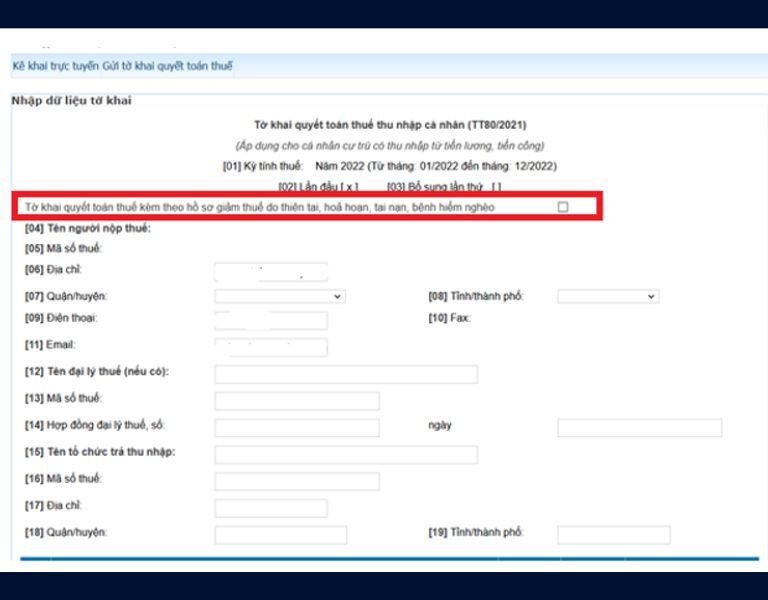 Kê khai trực tuyến Gửi tờ khai quyết toán thuế
Nhập dữ liệu tờ khai
Tờ khai quyết toán thuế thu nhập cá nhân (TT80/2021)
(Áp dụng cho cá nhân cư trú có thu nhập từ tiền lương, tiền công)
[01] Kỳ tính thuế: Năm 2022 (Từ tháng: 01/2022 đến tháng: 12/2022)
[02] Lần đầu [ x ] [03] Bổ sung lần thứ [ ]
Tờ khai quyết toán thuế kèm theo hồ sơ giảm thuế do thiên tai, hoả hoạn, tai nạn, bệnh hiểm nghèo
[04] Tên người nộp thuế:
[05] Mã số thuế:
[06] Địa chỉ:
[07] Quận/huyện: [08] Tỉnh/thành phố:
[09] Điện thoại: [10] Fax:
[11] Email:
[12] Tên đại lý thuế (nếu có):
[13] Mã số thuế:
[14] Hợp đồng đại lý thuế, số: ngày
[15] Tên tổ chức trả thu nhập:
[16] Mã số thuế:
[17] Địa chỉ:
[18] Quận/huyện: [19] Tỉnh/thành phố: